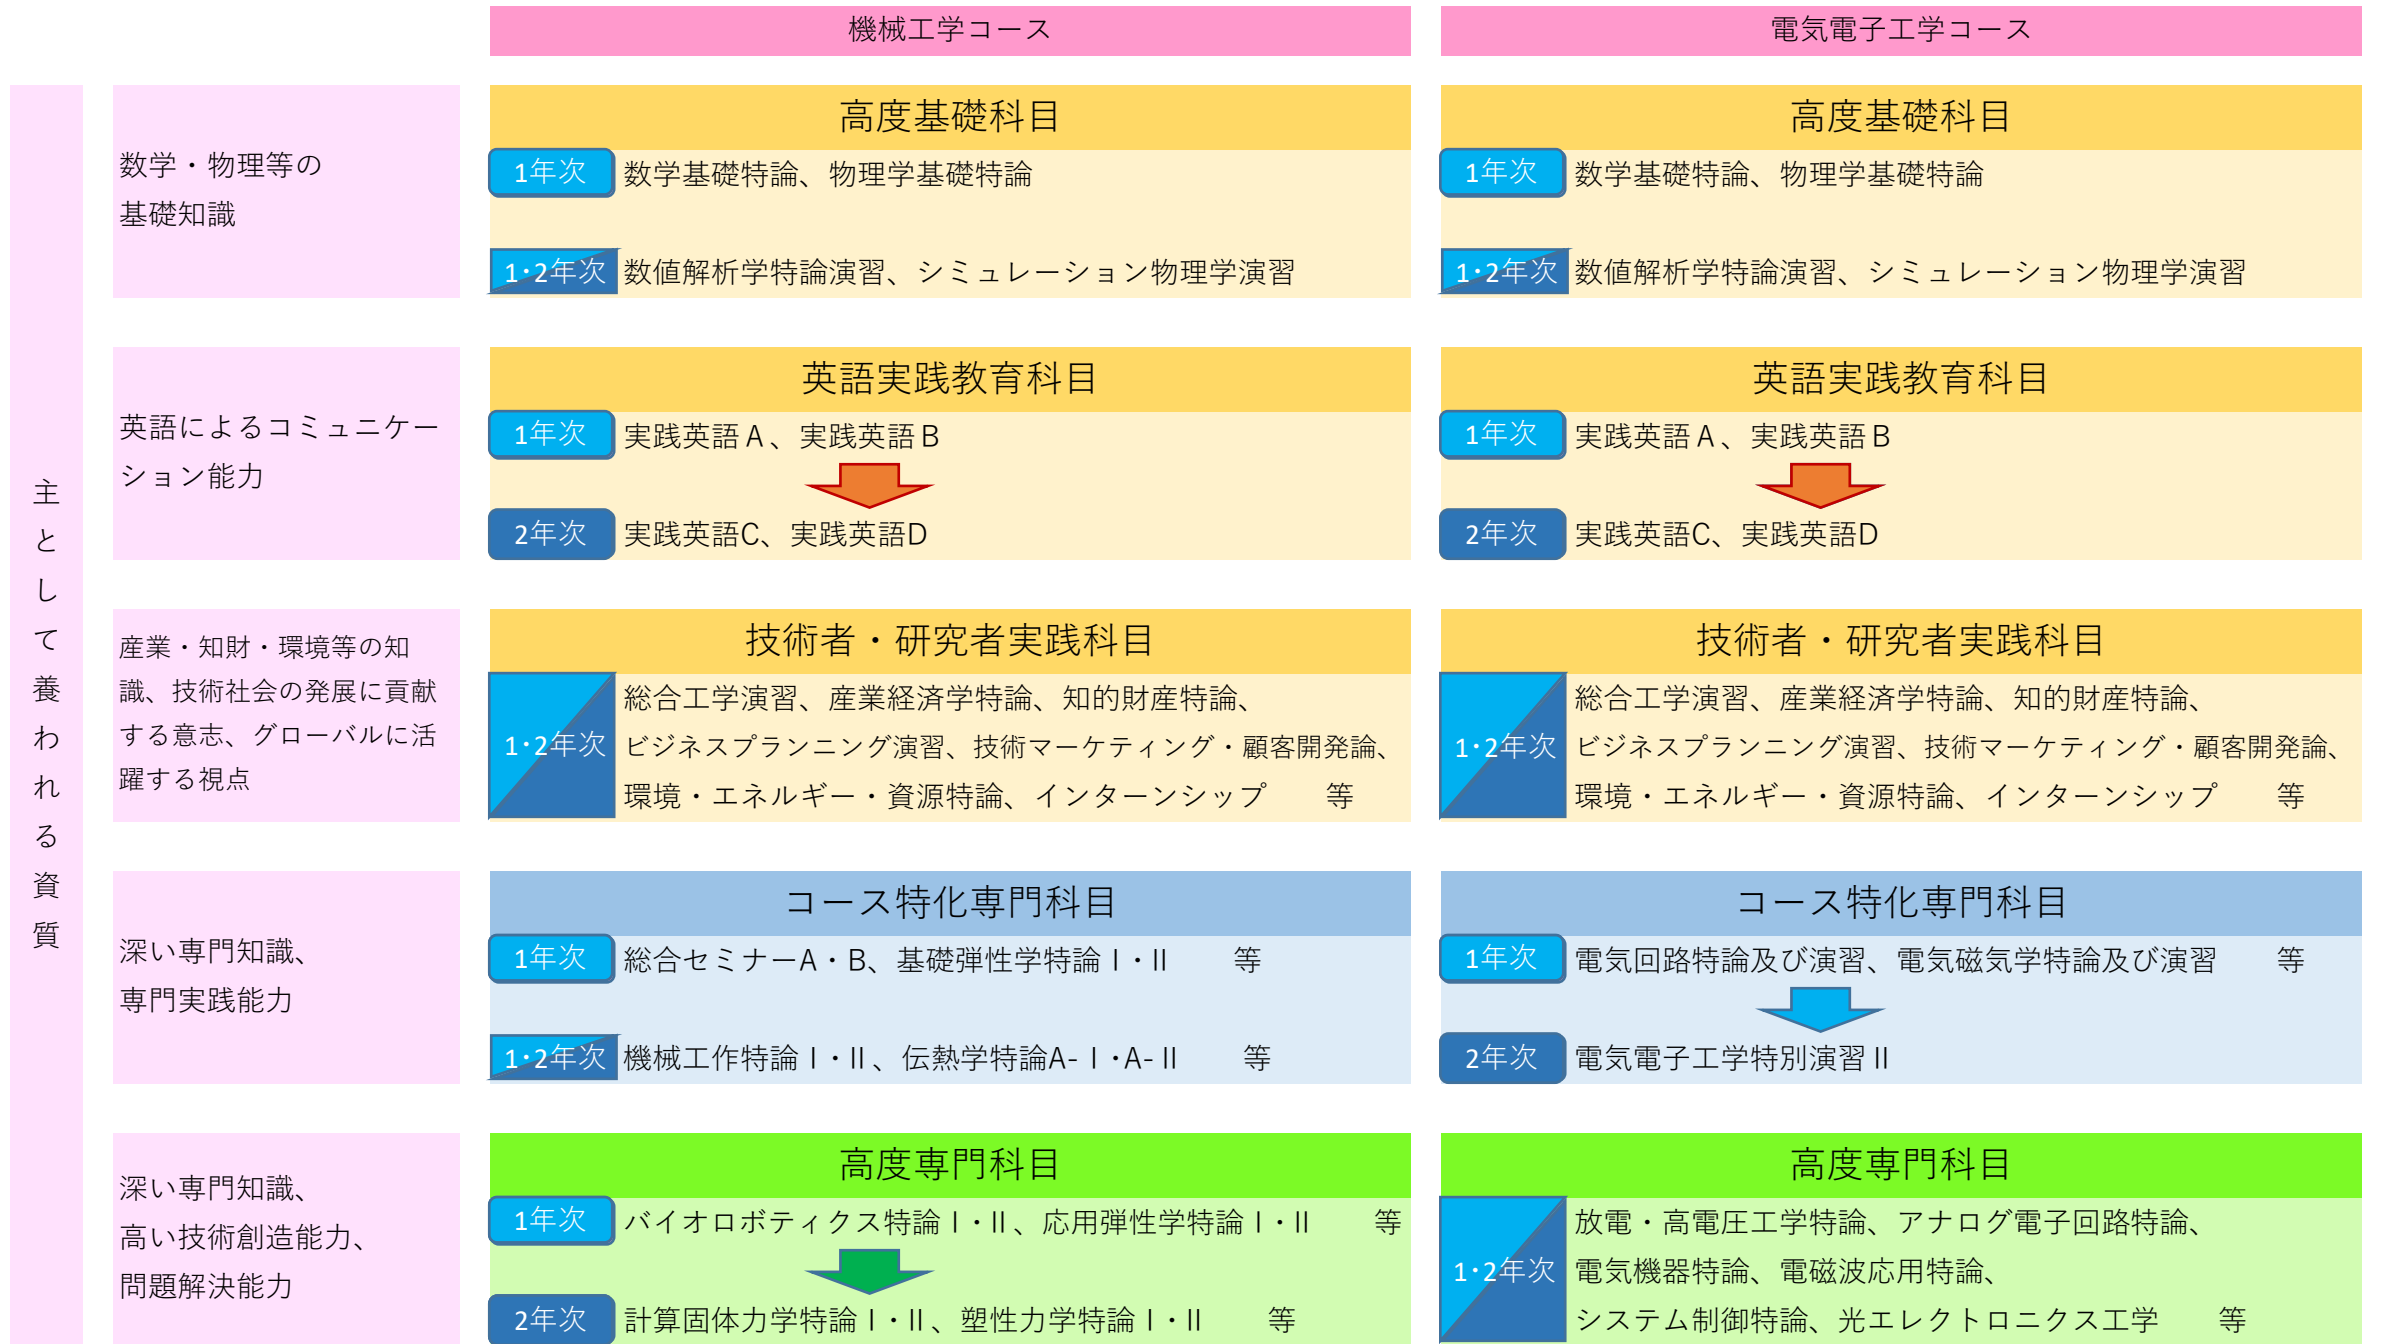 機械工学コース
電気電子工学コース
主として養われる資質
数学・物理等の
基礎知識
高度基礎科目
1年次 数学基礎特論、物理学基礎特論
1・2年次 数値解析学特論演習、シミュレーション物理学演習
高度基礎科目
1年次 数学基礎特論、物理学基礎特論
1・2年次 数値解析学特論演習、シミュレーション物理学演習
英語によるコミュニケー
ション能力
英語実践教育科目
1年次 実践英語A、実践英語B
2年次 実践英語C、実践英語D
英語実践教育科目
1年次 実践英語A、実践英語B
2年次 実践英語C、実践英語D
産業・知財・環境等の知
識、技術社会の発展に貢献
する意志、グローバルに活
躍する視点
技術者・研究者実践科目
総合工学演習、産業経済学特論、知的財産特論、
1・2年次 ビジネスプランニング演習、技術マーケティング・顧客開発論、
環境・エネルギー・資源特論、インターンシップ 等
技術者・研究者実践科目
総合工学演習、産業経済学特論、知的財産特論、
1・2年次 ビジネスプランニング演習、技術マーケティング・顧客開発論、
環境・エネルギー・資源特論、インターンシップ 等
深い専門知識、
専門実践能力
コース特化専門科目
1年次 総合セミナーA・B、基礎弾性学特論Ⅰ・Ⅱ 等
1・2年次 機械工作特論Ⅰ・Ⅱ、伝熱学特論A-Ⅰ・A-Ⅱ 等
コース特化専門科目
1年次 電気回路特論及び演習、電気磁気学特論及び演習 等
2年次 電気電子工学特別演習Ⅱ
深い専門知識、
高い技術創造能力、
問題解決能力
高度専門科目
1年次 バイオロボティクス特論Ⅰ・Ⅱ、応用弾性学特論Ⅰ・Ⅱ 等
2年次 計算固体力学特論Ⅰ・Ⅱ、塑性力学特論Ⅰ・Ⅱ 等
高度専門科目
放電・高電圧工学特論、アナログ電子回路特論、
1・2年次 電気機器特論、電磁波応用特論、
システム制御特論、光エレクトロニクス工学 等